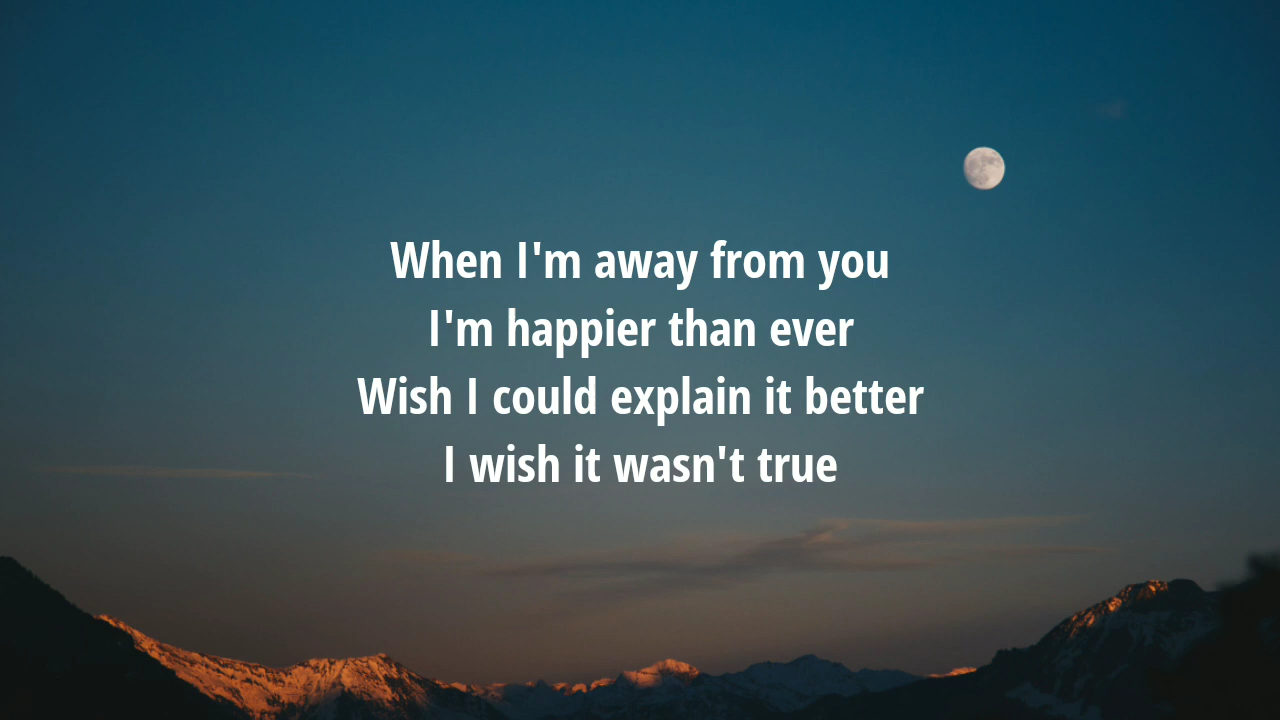 When I'm away from you
I'm happier than ever
Wish I could explain it better
I wish it wasn't true